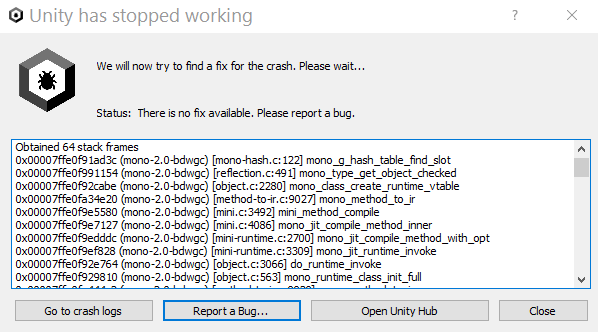 Unity has stopped working
We will now try to find a fix for the crash. Please wait...
Status: There is no fix available. Please report a bug.
Obtained 64 stack frames
0x00007ffe0f91ad3c (mono-2.0-bdwgc) [mono-hash.c:122] mono_g_hash_table_find_slot
0x00007ffe0f991154 (mono-2.0-bdwgc) [reflection.c:491] mono_type_get_object_checked
0x00007ffe0f92cabe (mono-2.0-bdwgc) [object.c:2280] mono_class_create_runtime_vtable
0x00007ffe0fa34e20 (mono-2.0-bdwgc) [method-to-ir.c:9027] mono_method_to_ir
0x00007ffe0f9e5580 (mono-2.0-bdwgc) [mini.c:3492] mini_method_compile
0x00007ffe0f9e7127 (mono-2.0-bdwgc) [mini.c:4086] mono_jit_compile_method_inner
0x00007ffe0f9edddc (mono-2.0-bdwgc) [mini-runtime.c:2700] mono_jit_compile_method_with_opt
0x00007ffe0f9ef828 (mono-2.0-bdwgc) [mini-runtime.c:3309] mono_jit_runtime_invoke
0x00007ffe0f92e764 (mono-2.0-bdwgc) [object.c:3066] do_runtime_invoke
0x00007ffe0f929810 (mono-2.0-bdwgc) [object.c:563] mono_runtime_class_init_full
Go to crash logs
Report a Bug...
Open Unity Hub
Close